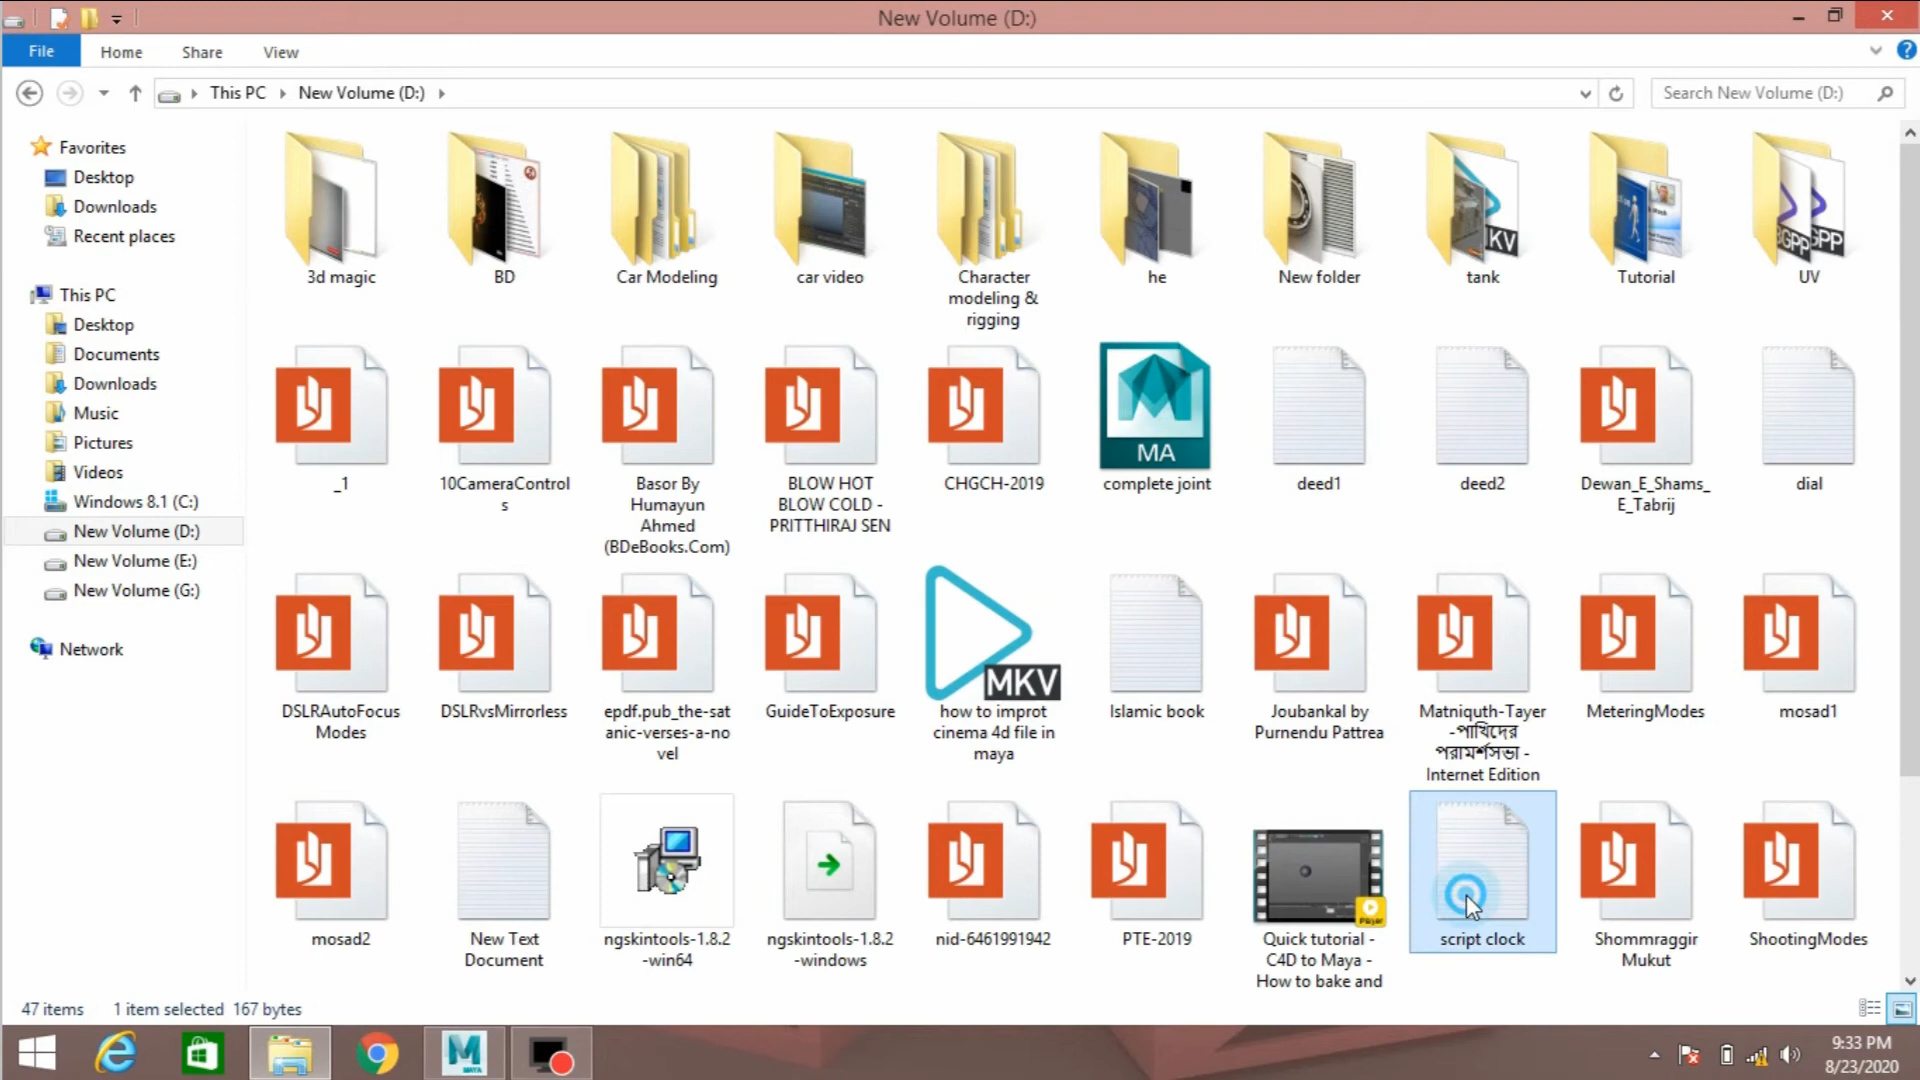 New Volume (D:)
File Home Share View
This PC New Volume (D:)
Search New Volume (D:)
Favorites
Desktop
Downloads
Recent places
This PC
Desktop
Documents
Downloads
Music
Pictures
Videos
Windows 8.1 (C:)
New Volume (D:)
New Volume (E:)
New Volume (G:)
Network
KV
BGPP
GPP
3d magic
BD
Car Modeling
car video
Character
modeling &
rigging
he
New folder
tank
Tutorial
UV
MA
_1
10CameraControl
s
Basor By
Humayun
Ahmed
(BDeBooks.Com)
BLOW HOT
BLOW COLD -
PRITTHIRAJ SEN
CHGCH-2019
complete joint
deed1
deed2
Dewan_E_Shams_
E_Tabrij
dial
MKV
DSLRAutoFocus
Modes
DSLRvsMirrorless
epdf.pub_the-sat
anic-verses-a-no
vel
GuideToExposure
how to improt
cinema 4d file in
maya
Islamic book
Joubankal by
Purnendu Pattrea
Matniquth-Tayer
-পাখিদের
পরামর্শসভা -
Internet Edition
MeteringModes
mosad1
Player
mosad2
New Text
Document
ngskintools-1.8.2
-win64
ngskintools-1.8.2
-windows
nid-6461991942
PTE-2019
Quick tutorial -
C4D to Maya -
How to bake and
script clock
Shommraggir
Mukut
ShootingModes
47 items 1 item selected 167 bytes
MAYA
9:33 PM
8/23/2020